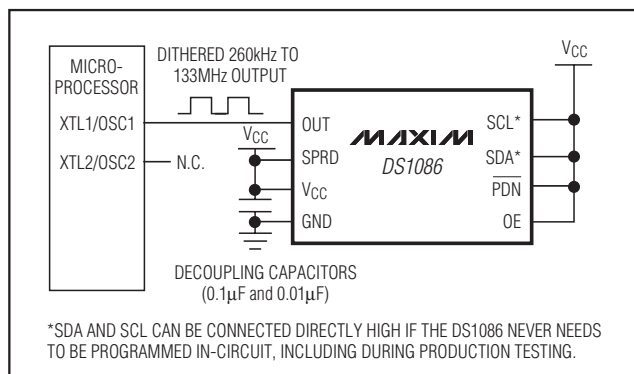 MICRO-
PROCESSOR
XTL1/OSC1
XTL2/OSC2
N.C.
DITHERED 260kHz TO
133MHz OUTPUT
VCC
DECOUPLING CAPACITORS
(0.1μF and 0.01μF)
OUT
SPRD
VCC
GND
MAXIM
DS1086
SCL*
SDA*
PDN
OE
VCC
*SDA AND SCL CAN BE CONNECTED DIRECTLY HIGH IF THE DS1086 NEVER NEEDS
TO BE PROGRAMMED IN-CIRCUIT, INCLUDING DURING PRODUCTION TESTING.